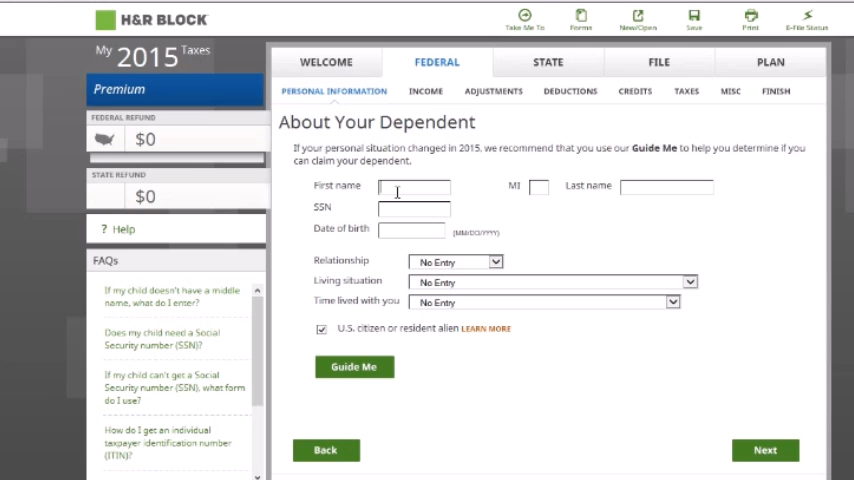 H&R BLOCK
Take Me To
Forms
New/Open
Save
Print
E-File Status
My 2015 Taxes
Premium
FEDERAL REFUND
$0
STATE REFUND
$0
? Help
FAQs
If my child doesn't have a middle
name, what do I enter?
Does my child need a Social
Security number (SSN)?
If my child can't get a Social
Security number (SSN), what form
do I use?
How do I get an individual
taxpayer identification number
(ITIN)?
WELCOME
FEDERAL
STATE
FILE
PLAN
PERSONAL INFORMATION
INCOME
ADJUSTMENTS
DEDUCTIONS
CREDITS
TAXES
MISC
FINISH
About Your Dependent
If your personal situation changed in 2015, we recommend that you use our Guide Me to help you determine if you
can claim your dependent.
First name
MI
Last name
SSN
Date of birth
(MM/DD/YYYY)
Relationship
No Entry
Living situation
No Entry
Time lived with you
No Entry
U.S. citizen or resident alien LEARN MORE
Guide Me
Back
Next